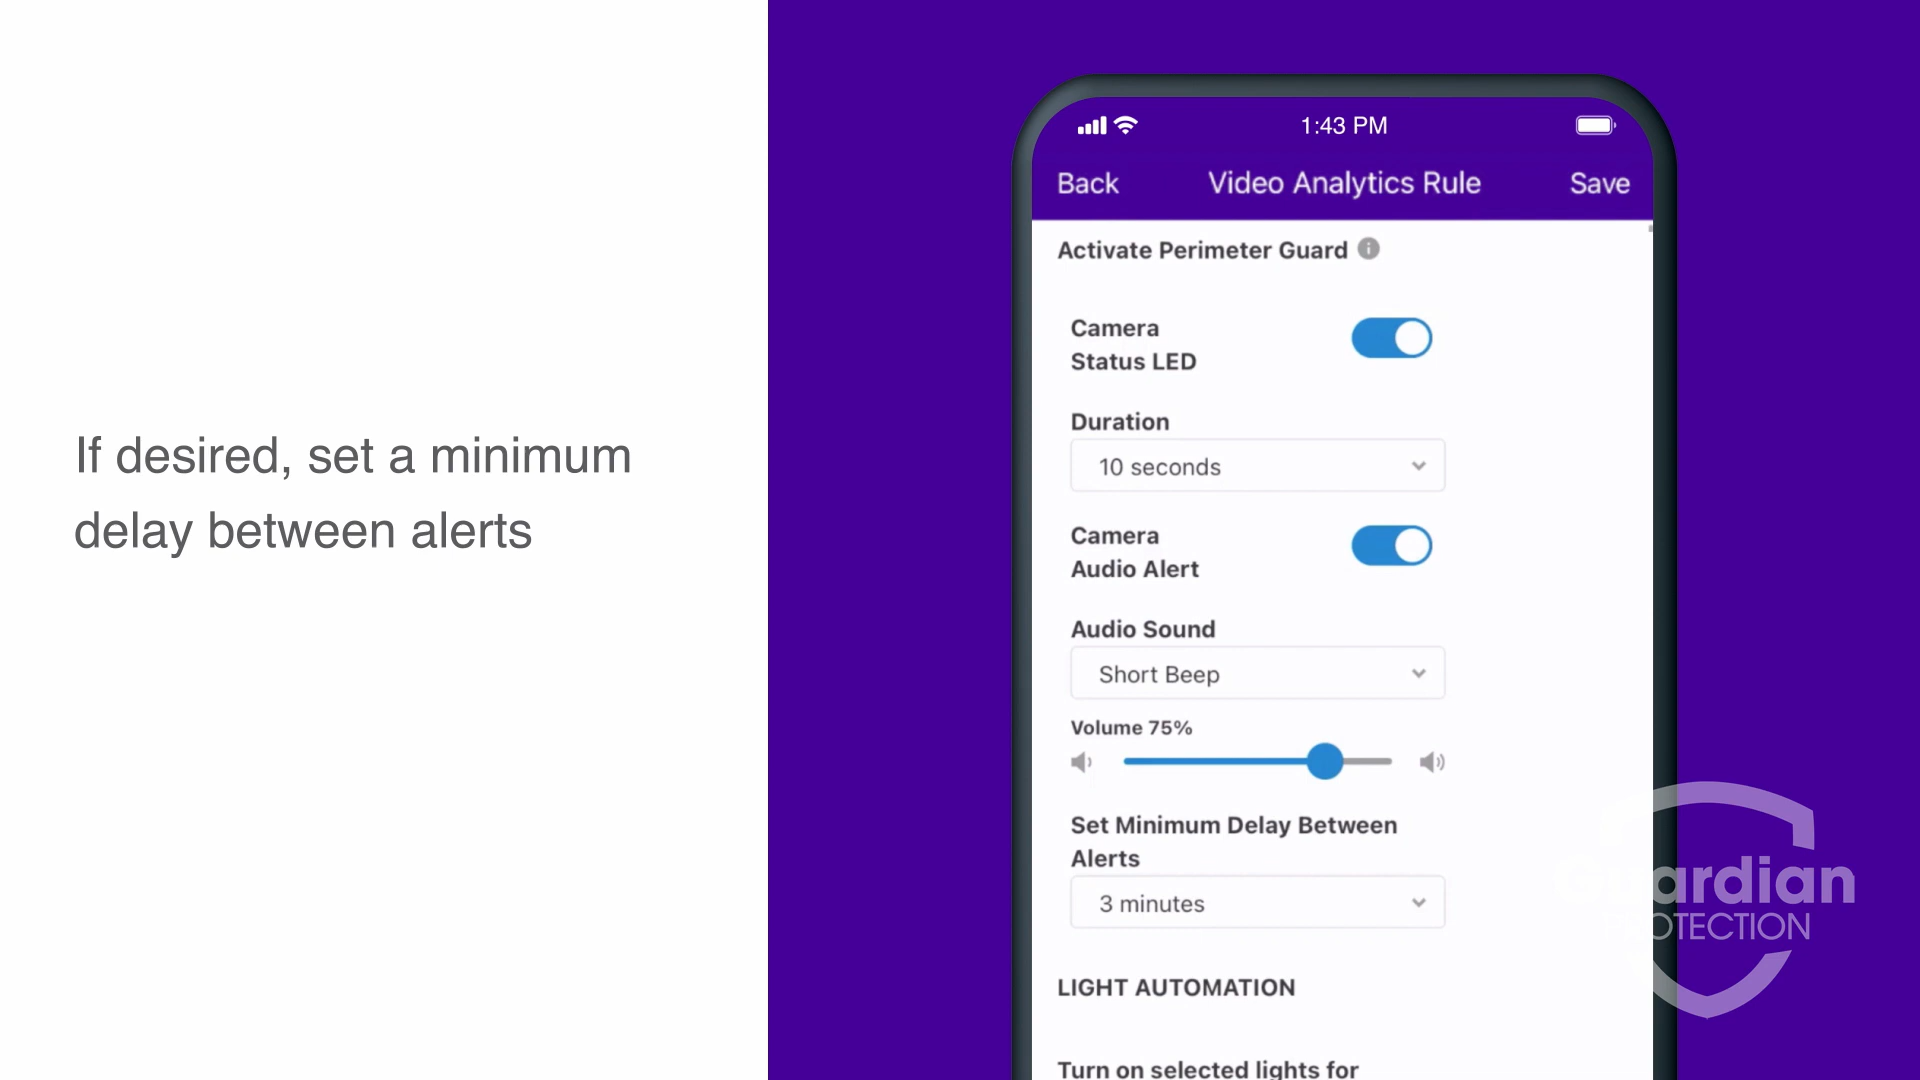 If desired, set a minimum
delay between alerts
1:43 PM
Back
Video Analytics Rule
Save
Activate Perimeter Guard
Camera
Status LED
Duration
10 seconds
Camera
Audio Alert
Audio Sound
Short Beep
Volume 75%
Set Minimum Delay Between
Alerts
3 minutes
LIGHT AUTOMATION
Turn on selected lights for
Guardian
PROTECTION